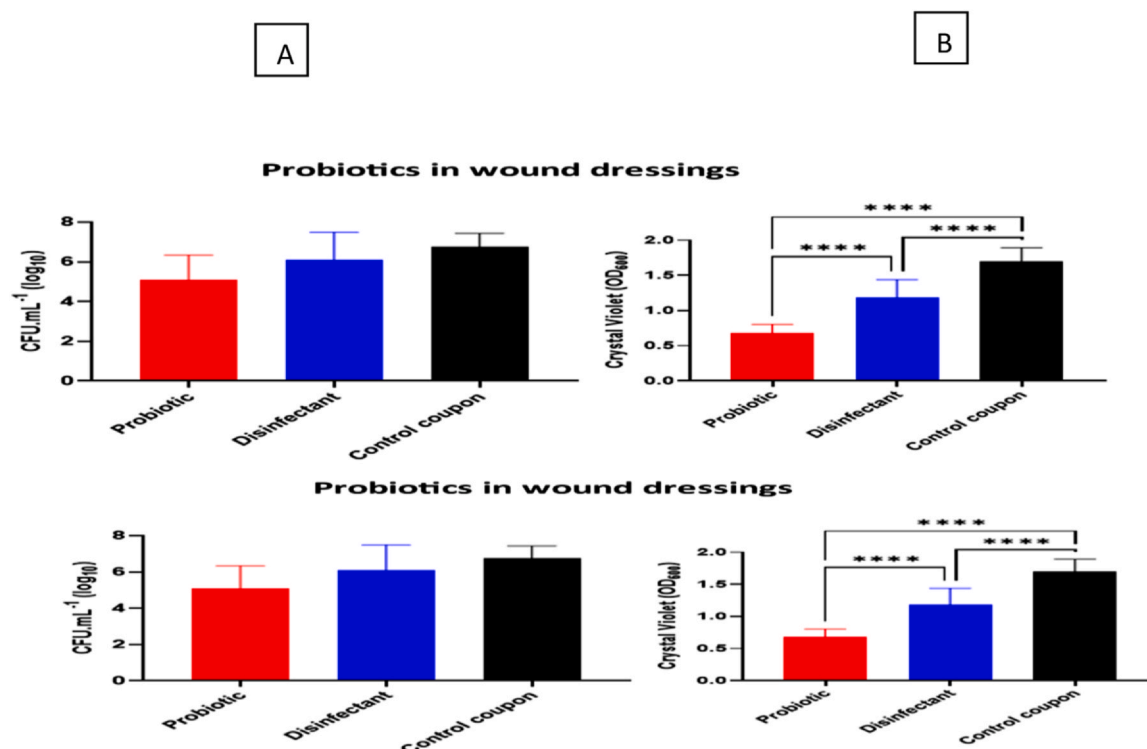 A
B
Probiotics in wound dressings
CFU.mL⁻¹ (log₁₀)
8
6
4
2
0
Probiotic
Disinfectant
Control coupon
Crystal Violet (OD₆₀₀)
2.0
1.5
1.0
0.5
0.0
****
****
****
Probiotic
Disinfectant
Control coupon
Probiotics in wound dressings
CFU.mL⁻¹ (log₁₀)
8
6
4
2
0
Probiotic
Disinfectant
Control coupon
Crystal Violet (OD₆₀₀)
2.0
1.5
1.0
0.5
0.0
****
****
****
Probiotic
Disinfectant
Control coupon